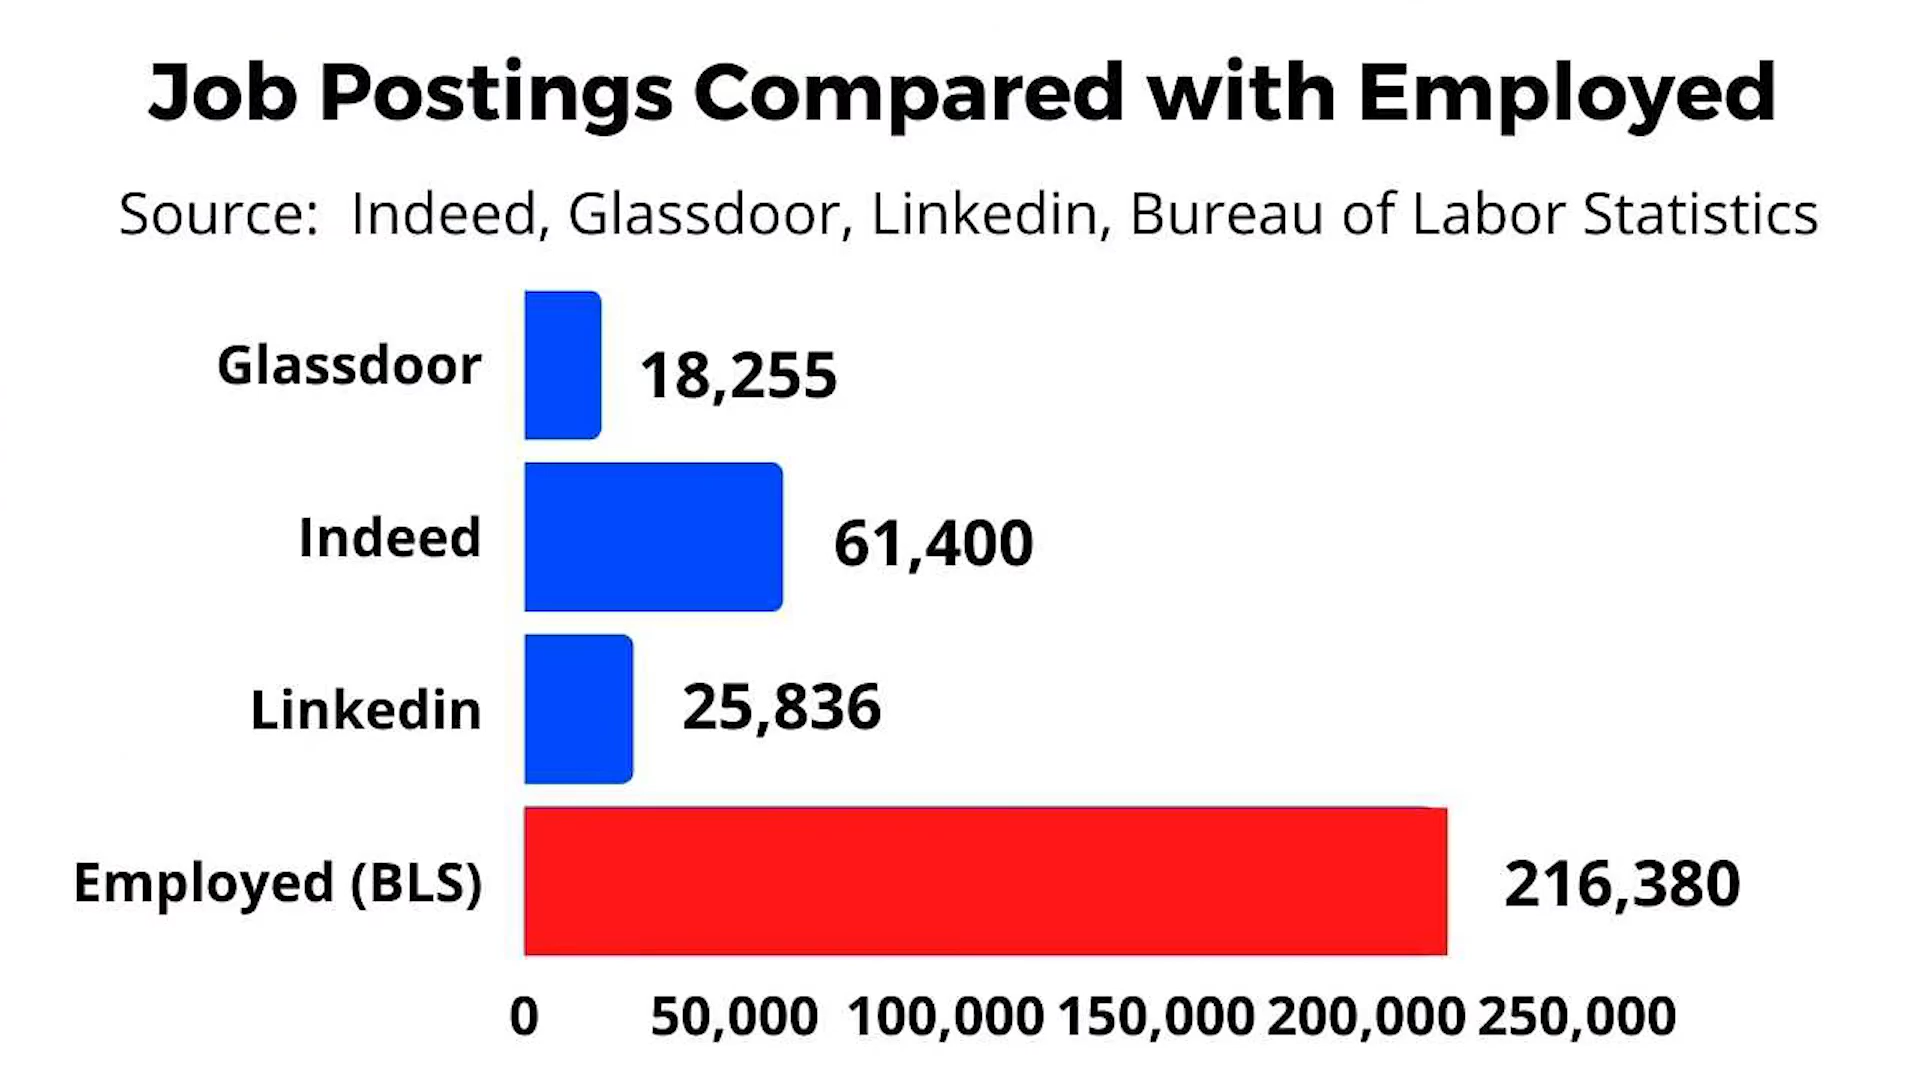 Job Postings Compared with Employed
Source: Indeed, Glassdoor, Linkedin, Bureau of Labor Statistics
Glassdoor 18,255
Indeed 61,400
Linkedin 25,836
Employed (BLS) 216,380
0 50,000 100,000 150,000 200,000 250,000